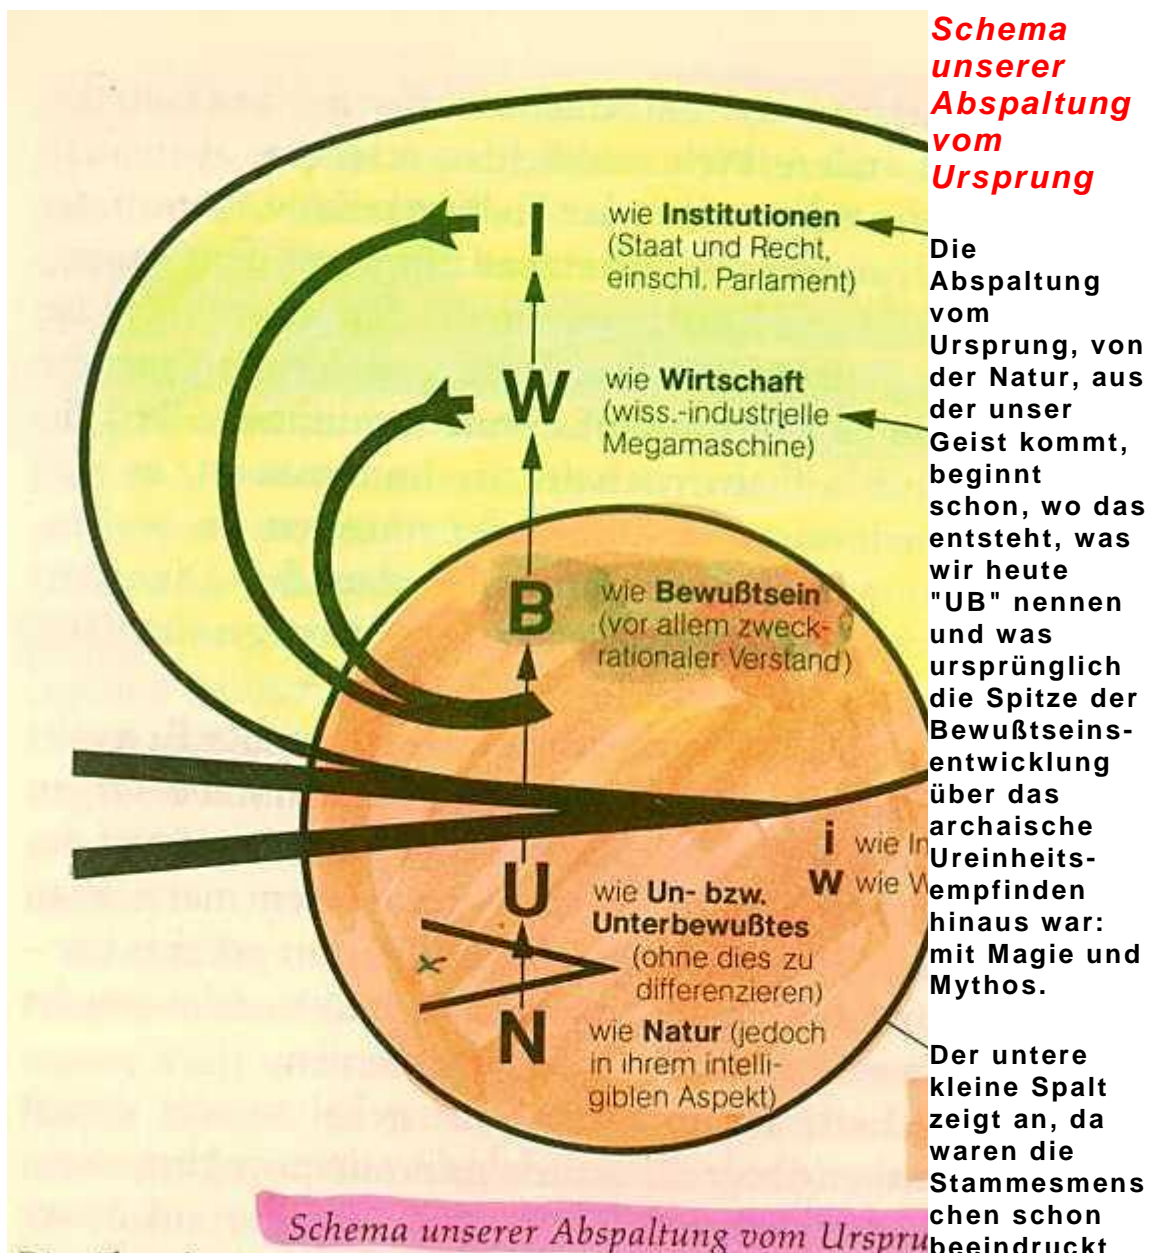 I
wie Institutionen
(Staat und Recht,
einschl. Parlament)
W
wie Wirtschaft
(wiss.-industrielle
Megamaschine)
B
wie Bewußtsein
(vor allem zweck-
rationaler Verstand)
i wie
w wie
U
wie Un- bzw.
Unterbewußtes
(ohne dies zu
differenzieren)
N
wie Natur (jedoch
in ihrem intelli-
giblen Aspekt)
Schema unserer Abspaltung vom
Schema
unserer
Abspaltung
vom
Ursprung
Die
Abspaltung
vom
Ursprung, von
der Natur, aus
der unser
Geist kommt,
beginnt
schon, wo das
entsteht, was
wir heute
"UB" nennen
und was
ursprünglich
die Spitze der
Bewußtseins-
entwicklung
über das
archaische
Ureinheits-
empfinden
hinaus war:
mit Magie und
Mythos.
Der untere
kleine Spalt
zeigt an, da
waren die
Stammesmens
chen schon
beeindruckt